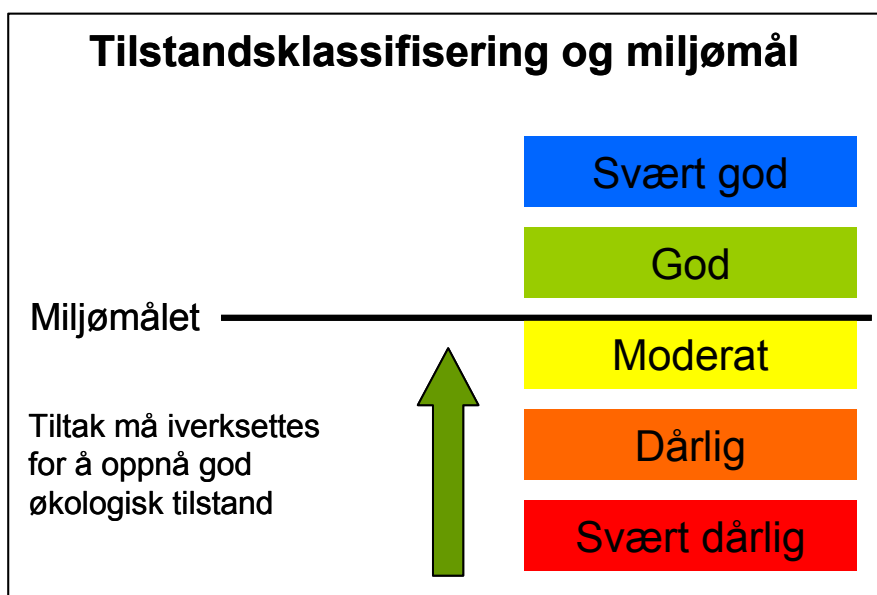 Tilstandsklassifisering og miljømål
Svært god
God
Miljømålet
Moderat
Tiltak må iverksettes
for å oppnå god
økologisk tilstand
Dårlig
Svært dårlig